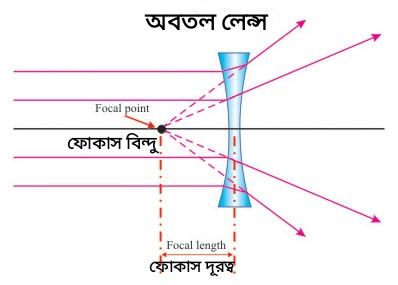 অবতল লেন্স
Focal point
ফোকাস বিন্দু
Focal length
ফোকাস দূরত্ব